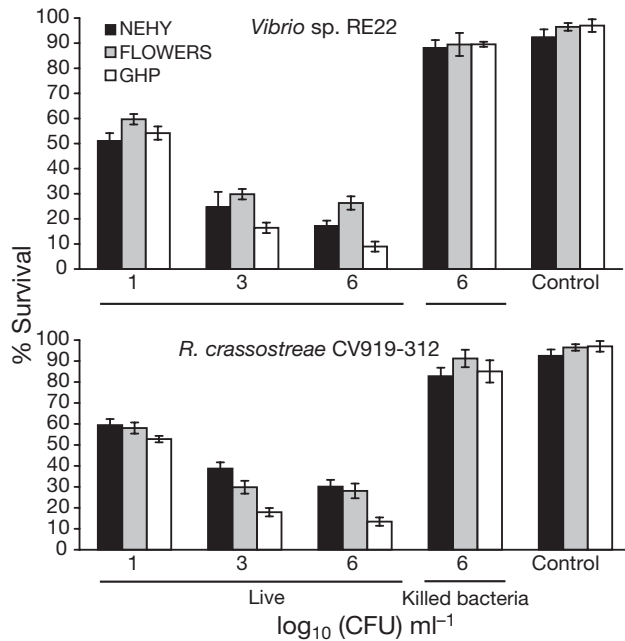 % Survival
100
90
80
70
60
50
40
30
20
10
0
Vibrio sp. RE22
NEHY
FLOWERS
GHP
1 3 6 6 Control
100
90
80
70
60
50
40
30
20
10
0
R. crassostreae CV919-312
1 3 6 6 Control
Live Killed bacteria
log₁₀ (CFU) ml⁻¹